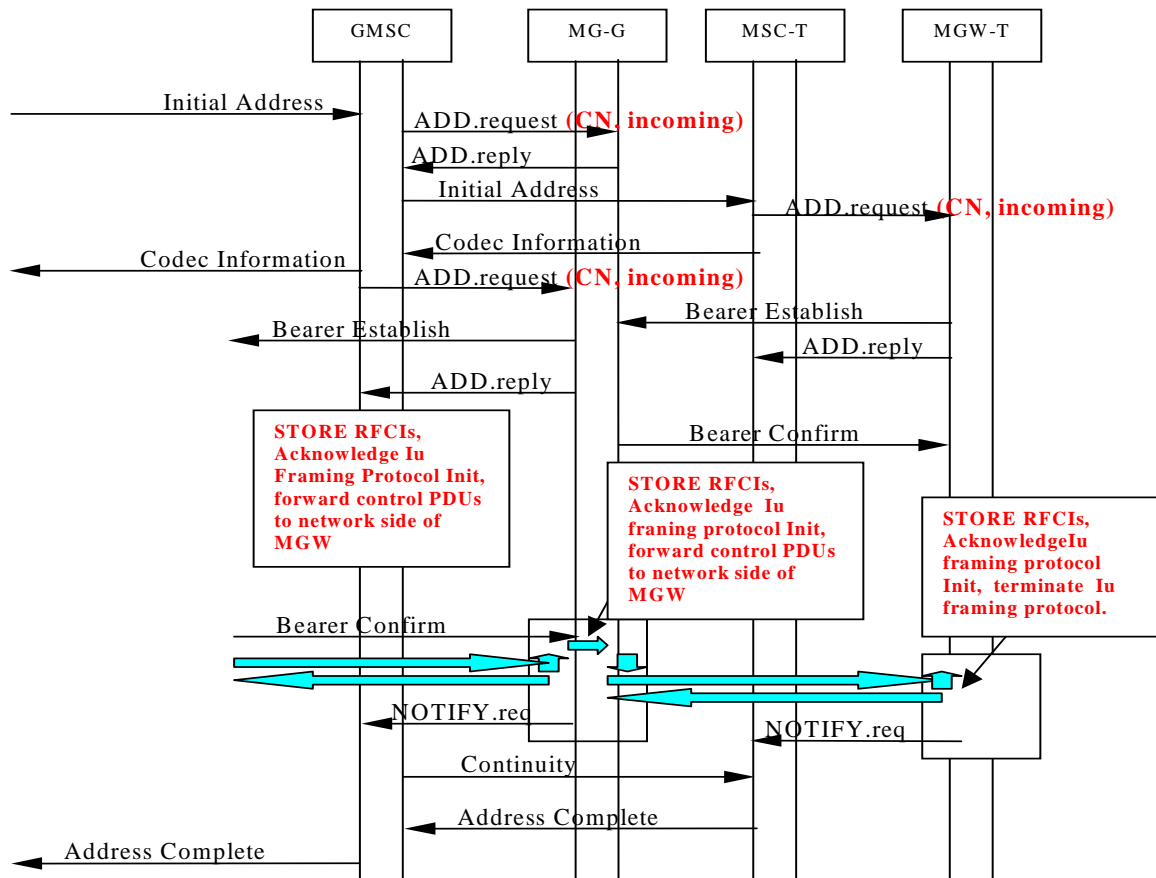 GMSC
MG-G
MSC-T
MGW-T
Initial Address
ADD.request (CN, incoming)
ADD.reply
Initial Address
ADD.request (CN, incoming)
Codec Information
Codec Information
ADD.request (CN, incoming)
Bearer Establish
Bearer Establish
ADD.reply
ADD.reply
STORE RFCIs,
Acknowledge Iu
Framing Protocol Init,
forward control PDUs
to network side of
MGW
Bearer Confirm
STORE RFCIs,
Acknowledge Iu
franing protocol Init,
forward control PDUs
to network side of
MGW
STORE RFCIs,
AcknowledgeIu
framing protocol
Init, terminate Iu
framing protocol.
Bearer Confirm
NOTIFY.req
NOTIFY.req
Continuity
Address Complete
Address Complete